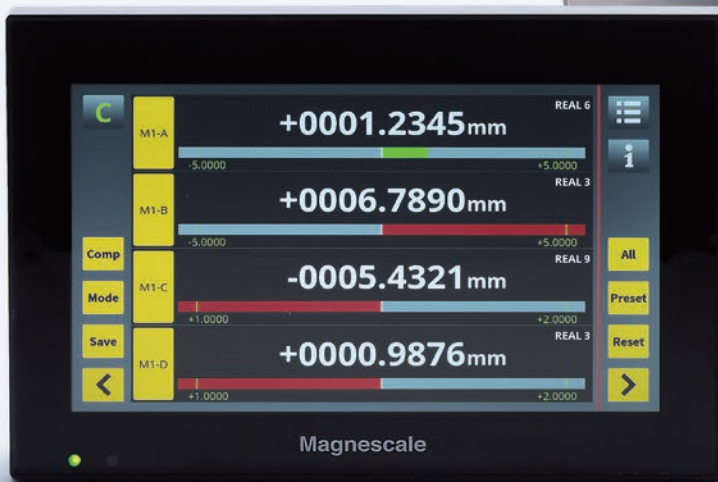 C
M1-A
+0001.2345mm
REAL 6
-5.0000
+5.0000
M1-B
+0006.7890mm
REAL 3
-5.0000
+5.0000
M1-C
-0005.4321mm
REAL 9
+1.0000
+2.0000
M1-D
+0000.9876mm
REAL 3
+1.0000
+2.0000
Comp
Mode
Save
<
i
All
Preset
Reset
>
Magnescale